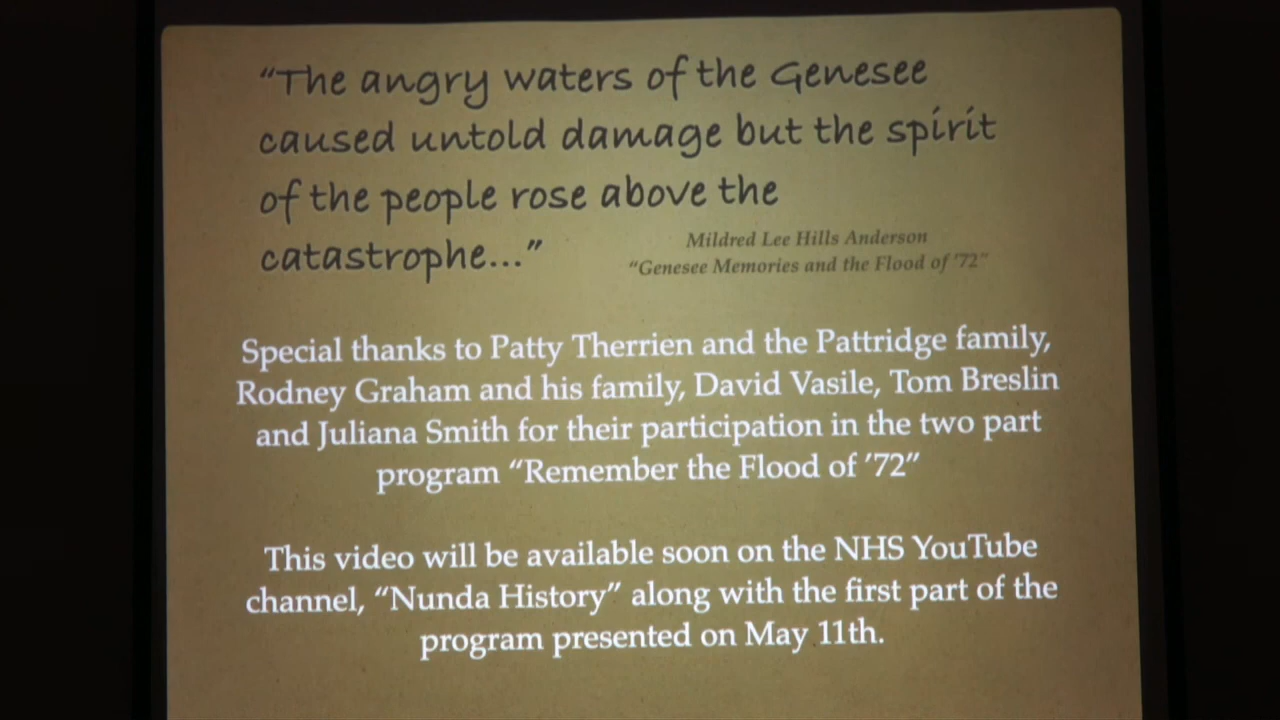 “The angry waters of the Genesee
caused untold damage but the spirit
of the people rose above the
catastrophe...”
Mildred Lee Hills Anderson
“Genesee Memories and the Flood of ’72”
Special thanks to Patty Therrien and the Pattridge family,
Rodney Graham and his family, David Vasile, Tom Breslin
and Juliana Smith for their participation in the two part
program “Remember the Flood of ’72”
This video will be available soon on the NHS YouTube
channel, “Nunda History” along with the first part of the
program presented on May 11th.